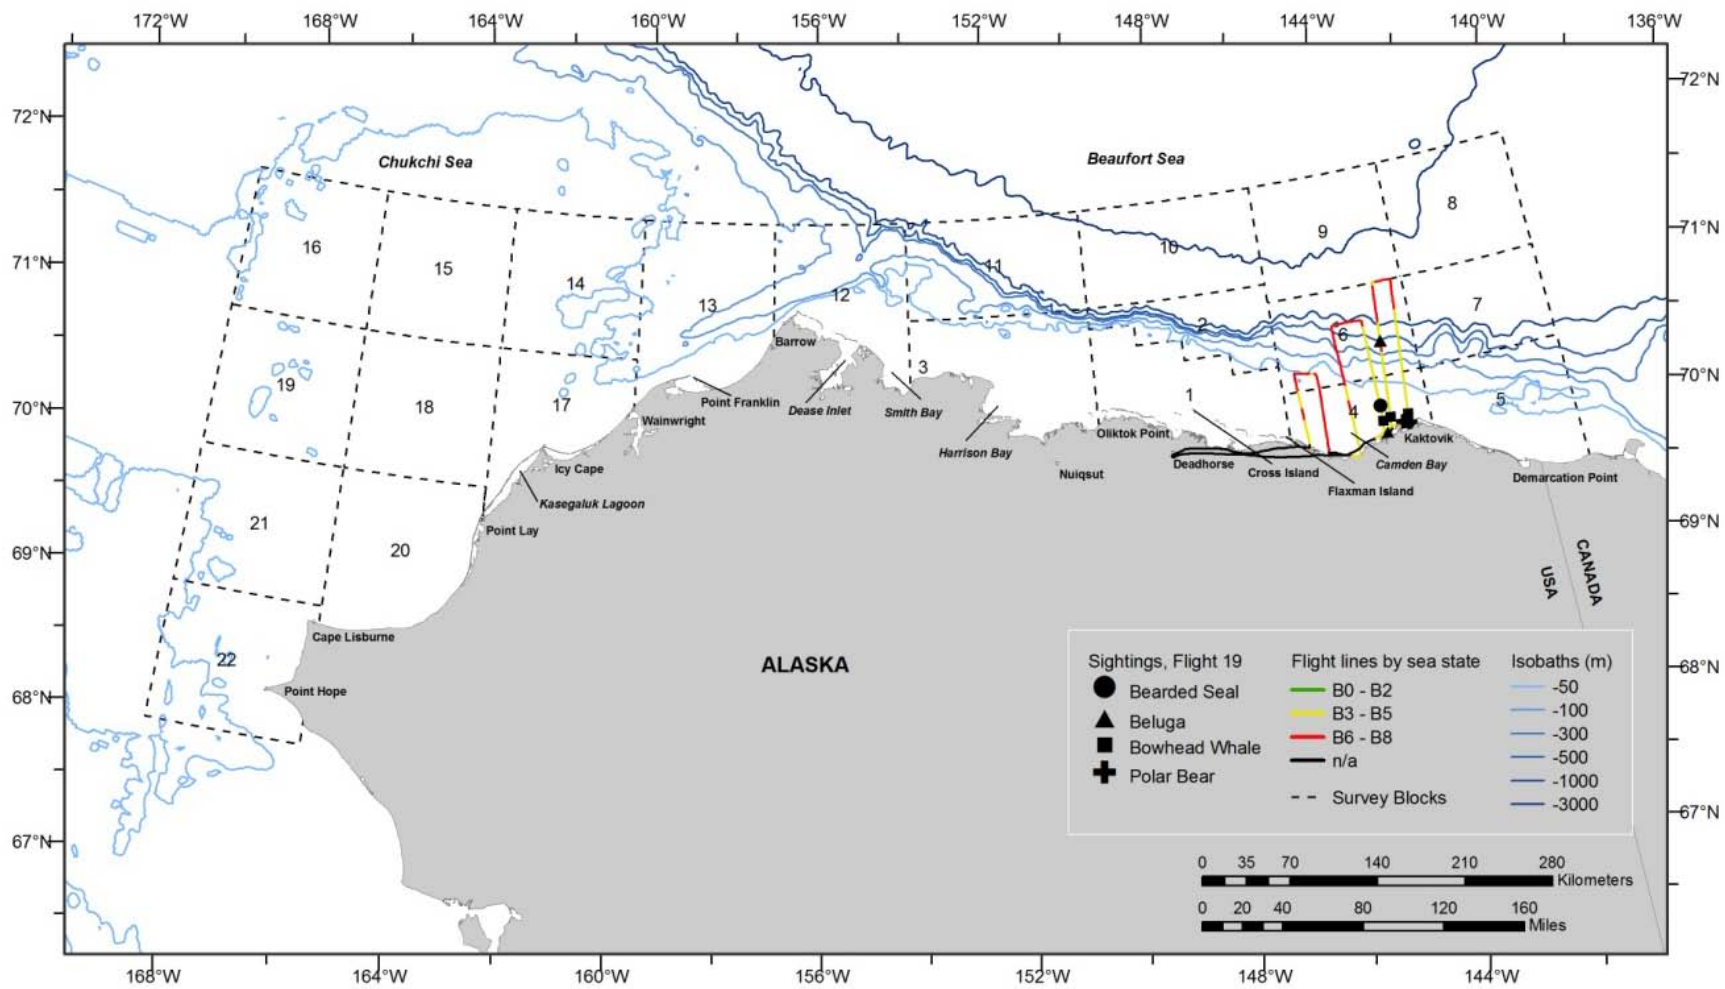 172°W 168°W 164°W 160°W 156°W 152°W 148°W 144°W 140°W 136°W
72°N 72°N
Chukchi Sea Beaufort Sea
8
9
16 10
71°N 15 11 71°N
14 12
13 7
2
6
Barrow
70°N 19 3 5 70°N
18 17 Point Franklin Dease Inlet Smith Bay 1 4
Wainwright Oliktok Point Kaktovik
Harrison Bay
Icy Cape Nuiqsut Deadhorse Cross Island Camden Bay
Kasegaluk Lagoon Flaxman Island Demarcation Point
21 Point Lay 69°N
69°N 20
USA CANADA
Cape Lisburne
22
Point Hope
68°N 68°N
ALASKA
Sightings, Flight 19
Bearded Seal
Beluga
Bowhead Whale
Polar Bear
Flight lines by sea state
B0 - B2
B3 - B5
B6 - B8
n/a
Survey Blocks
Isobaths (m)
-50
-100
-300
-500
-1000
-3000
67°N 67°N
0 35 70 140 210 280
Kilometers
0 20 40 80 120 160
Miles
168°W 164°W 160°W 156°W 152°W 148°W 144°W